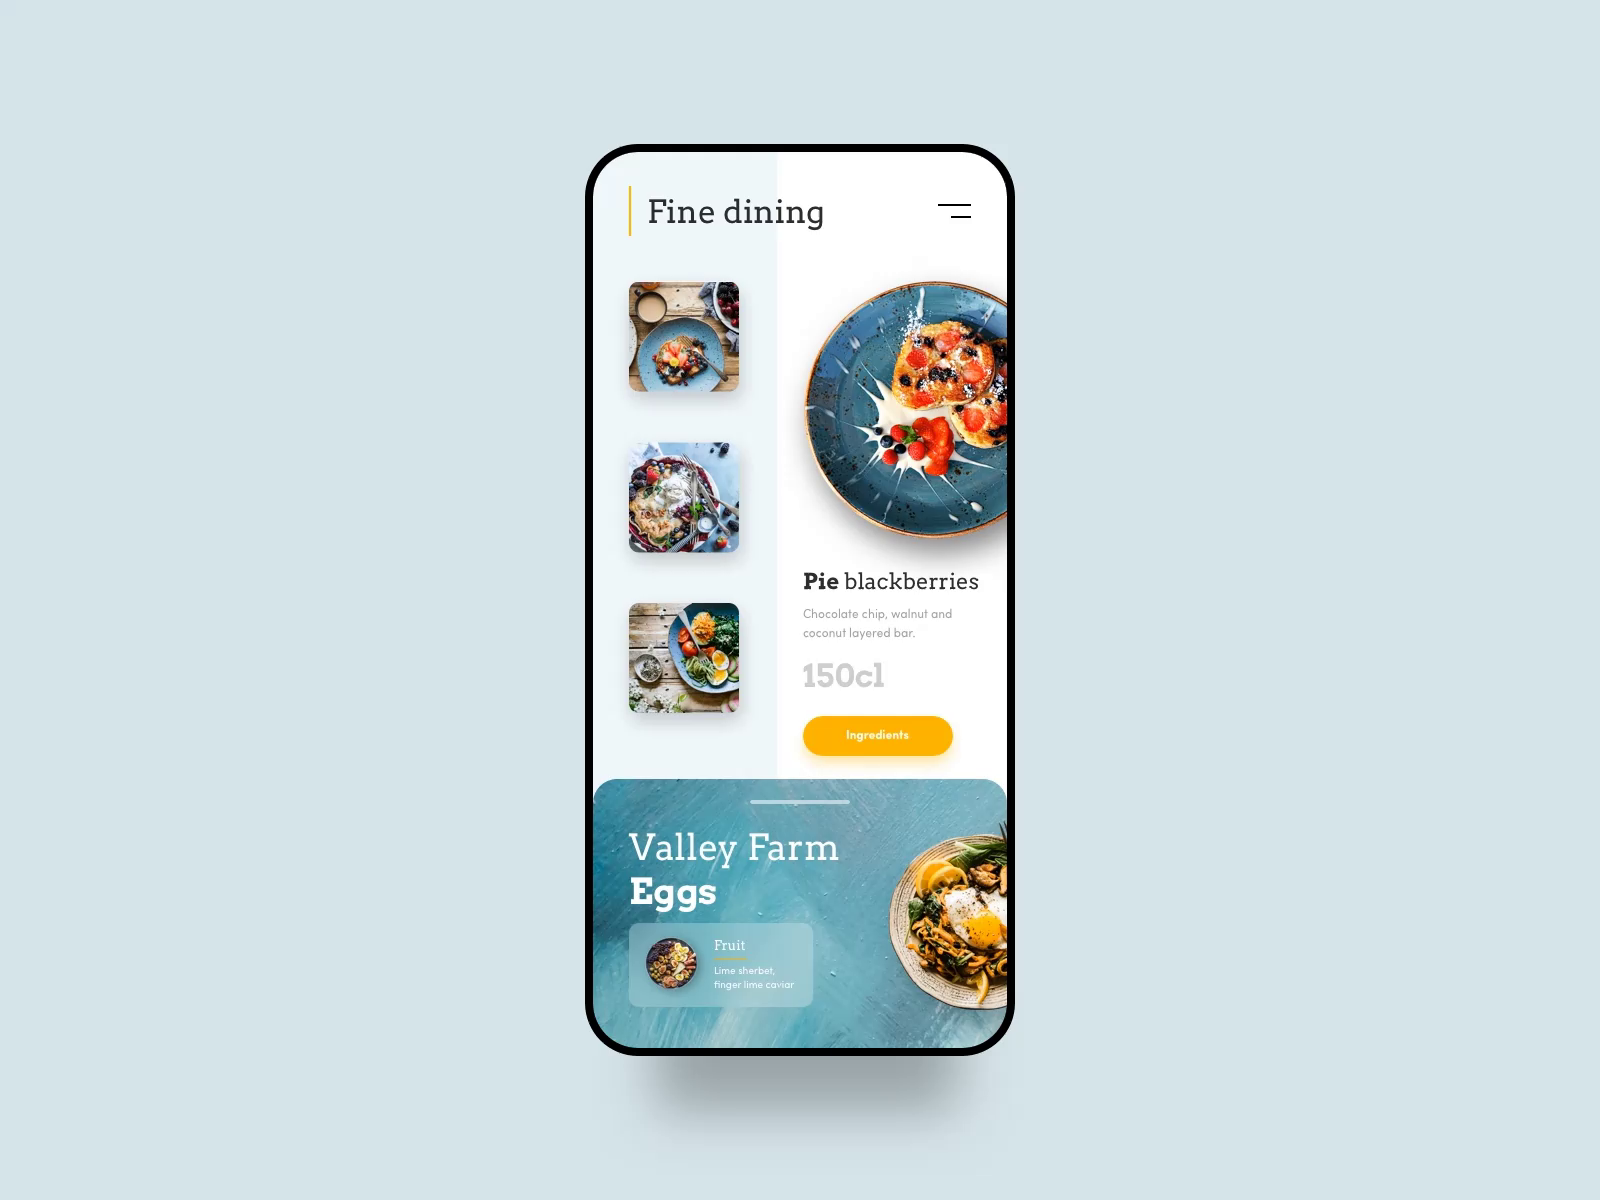 Fine dining
Pie blackberries
Chocolate chip, walnut and
coconut layered bar.
150cl
Ingredients
Valley Farm
Eggs
Fruit
Lime sherbet,
finger lime caviar